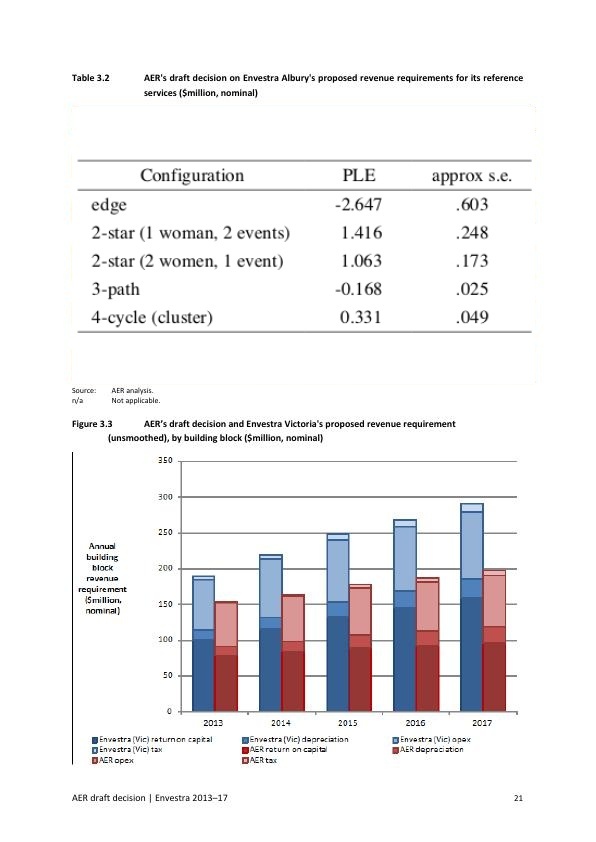 Table 3.2 AER's draft decision on Envestra Albury's proposed revenue requirements for its reference
services ($million, nominal)
Configuration PLE approx s.e.
edge -2.647 .603
2-star (1 woman, 2 events) 1.416 .248
2-star (2 women, 1 event) 1.063 .173
3-path -0.168 .025
4-cycle (cluster) 0.331 .049
Source: AER analysis.
n/a Not applicable.
Figure 3.3 AER's draft decision and Envestra Victoria's proposed revenue requirement
(unsmoothed), by building block ($million, nominal)
Annual
building
block
revenue
requirement
($million,
nominal)
350
300
250
200
150
100
50
0
2013 2014 2015 2016 2017
Envestra (Vic) return on capital Envestra (Vic) depreciation Envestra (Vic) opex
Envestra (Vic) tax AER return on capital AER depreciation
AER opex AER tax
AER draft decision | Envestra 2013–17 21